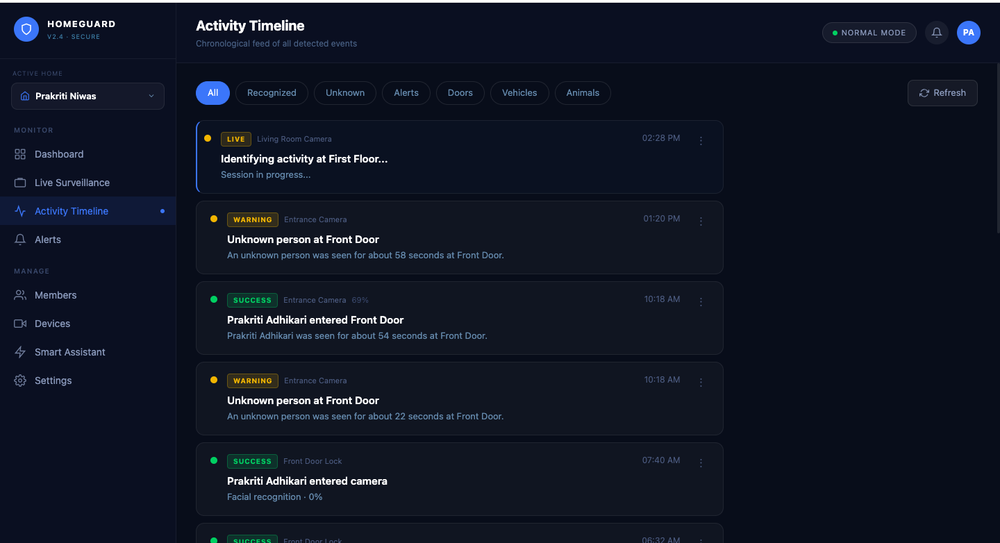 HOMEGUARD
V2.4 · SECURE
ACTIVE HOME
Prakriti Niwas
MONITOR
Dashboard
Live Surveillance
Activity Timeline
Alerts
MANAGE
Members
Devices
Smart Assistant
Settings
Activity Timeline
Chronological feed of all detected events
NORMAL MODE
PA
All Recognized Unknown Alerts Doors Vehicles Animals
Refresh
LIVE Living Room Camera 02:28 PM
Identifying activity at First Floor...
Session in progress...
WARNING Entrance Camera 01:20 PM
Unknown person at Front Door
An unknown person was seen for about 58 seconds at Front Door.
SUCCESS Entrance Camera 69% 10:18 AM
Prakriti Adhikari entered Front Door
Prakriti Adhikari was seen for about 54 seconds at Front Door.
WARNING Entrance Camera 10:18 AM
Unknown person at Front Door
An unknown person was seen for about 22 seconds at Front Door.
SUCCESS Front Door Lock 07:40 AM
Prakriti Adhikari entered camera
Facial recognition · 0%
SUCCESS Front Door Lock 06:32 AM